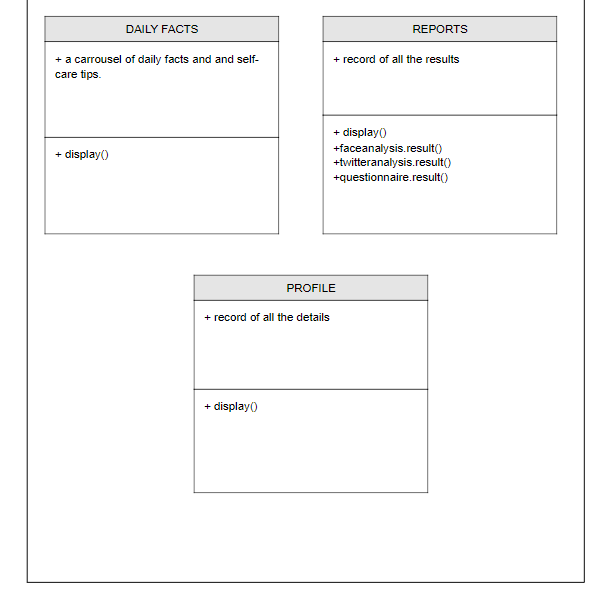 DAILY FACTS
+ a carrousel of daily facts and and self-
care tips.
+ display()
REPORTS
+ record of all the results
+ display()
+faceanalysis.result()
+twitteranalysis.result()
+questionnaire.result()
PROFILE
+ record of all the details
+ display()